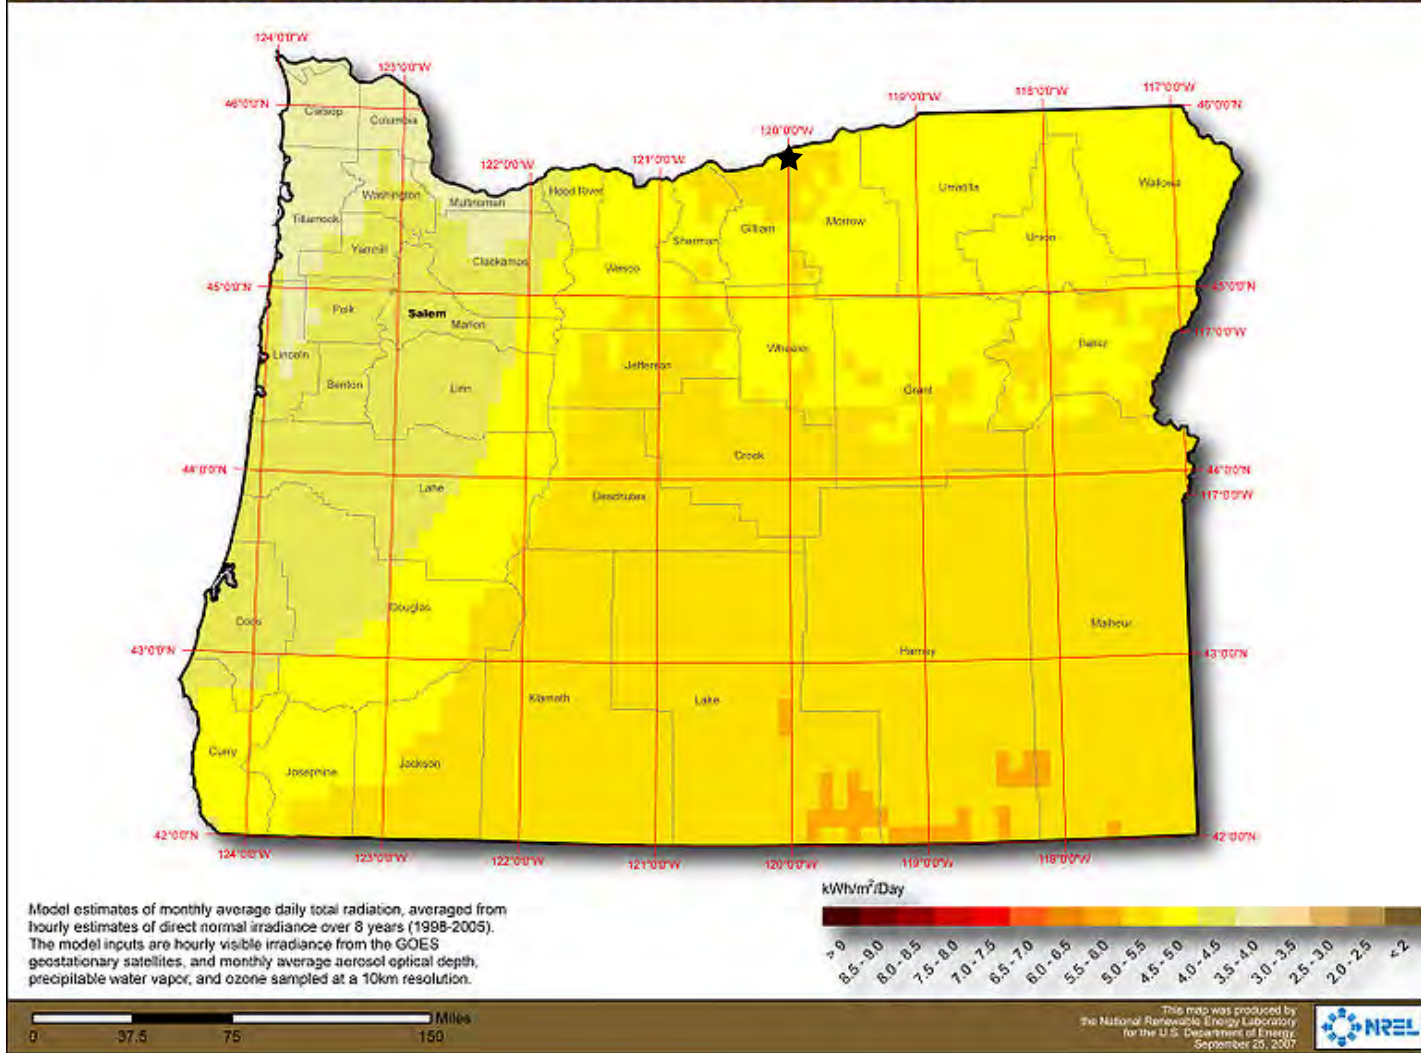 124°0'0"W
123°0'0"W
122°0'0"W
121°0'0"W
120°0'0"W
119°0'0"W
118°0'0"W
117°0'0"W
46°0'0"N
46°0'0"N
Clatsop
Columbia
Washington
Multnomah
Hood River
Tillamook
Yamhill
Clackamas
Wasco
Sherman
Gilliam
Morrow
Umatilla
Union
Wallowa
45°0'0"N
45°0'0"N
Polk
Salem
Marion
117°0'0"W
Lincoln
Benton
Linn
Jefferson
Wheeler
Grant
Baker
44°0'0"N
Lane
Deschutes
Crook
44°0'0"N
117°0'0"W
Coos
Douglas
Malheur
43°0'0"N
Harney
43°0'0"N
Klamath
Lake
Curry
Josephine
Jackson
42°0'0"N
42°0'0"N
124°0'0"W
123°0'0"W
122°0'0"W
121°0'0"W
120°0'0"W
119°0'0"W
118°0'0"W
kWh/m²/Day
> 9
8.5 - 9.0
8.0 - 8.5
7.5 - 8.0
7.0 - 7.5
6.5 - 7.0
6.0 - 6.5
5.5 - 6.0
5.0 - 5.5
4.5 - 5.0
4.0 - 4.5
3.5 - 4.0
3.0 - 3.5
2.5 - 3.0
2.0 - 2.5
< 2
Model estimates of monthly average daily total radiation, averaged from
hourly estimates of direct normal irradiance over 8 years (1998-2005).
The model inputs are hourly visible irradiance from the GOES
geostationary satellites, and monthly average aerosol optical depth,
precipitable water vapor, and ozone sampled at a 10km resolution.
Miles
0 37.5 75 150
This map was produced by
the National Renewable Energy Laboratory
for the U.S. Department of Energy.
September 25, 2007
NREL